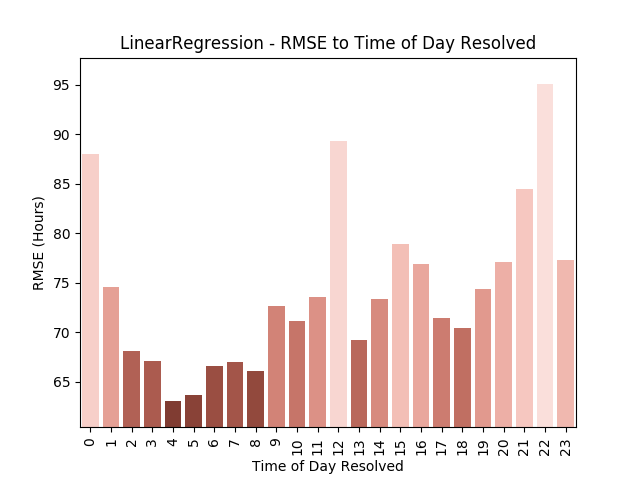 LinearRegression - RMSE to Time of Day Resolved
95
90
85
80
75
70
65
RMSE (Hours)
0 1 2 3 4 5 6 7 8 9 10 11 12 13 14 15 16 17 18 19 20 21 22 23
Time of Day Resolved